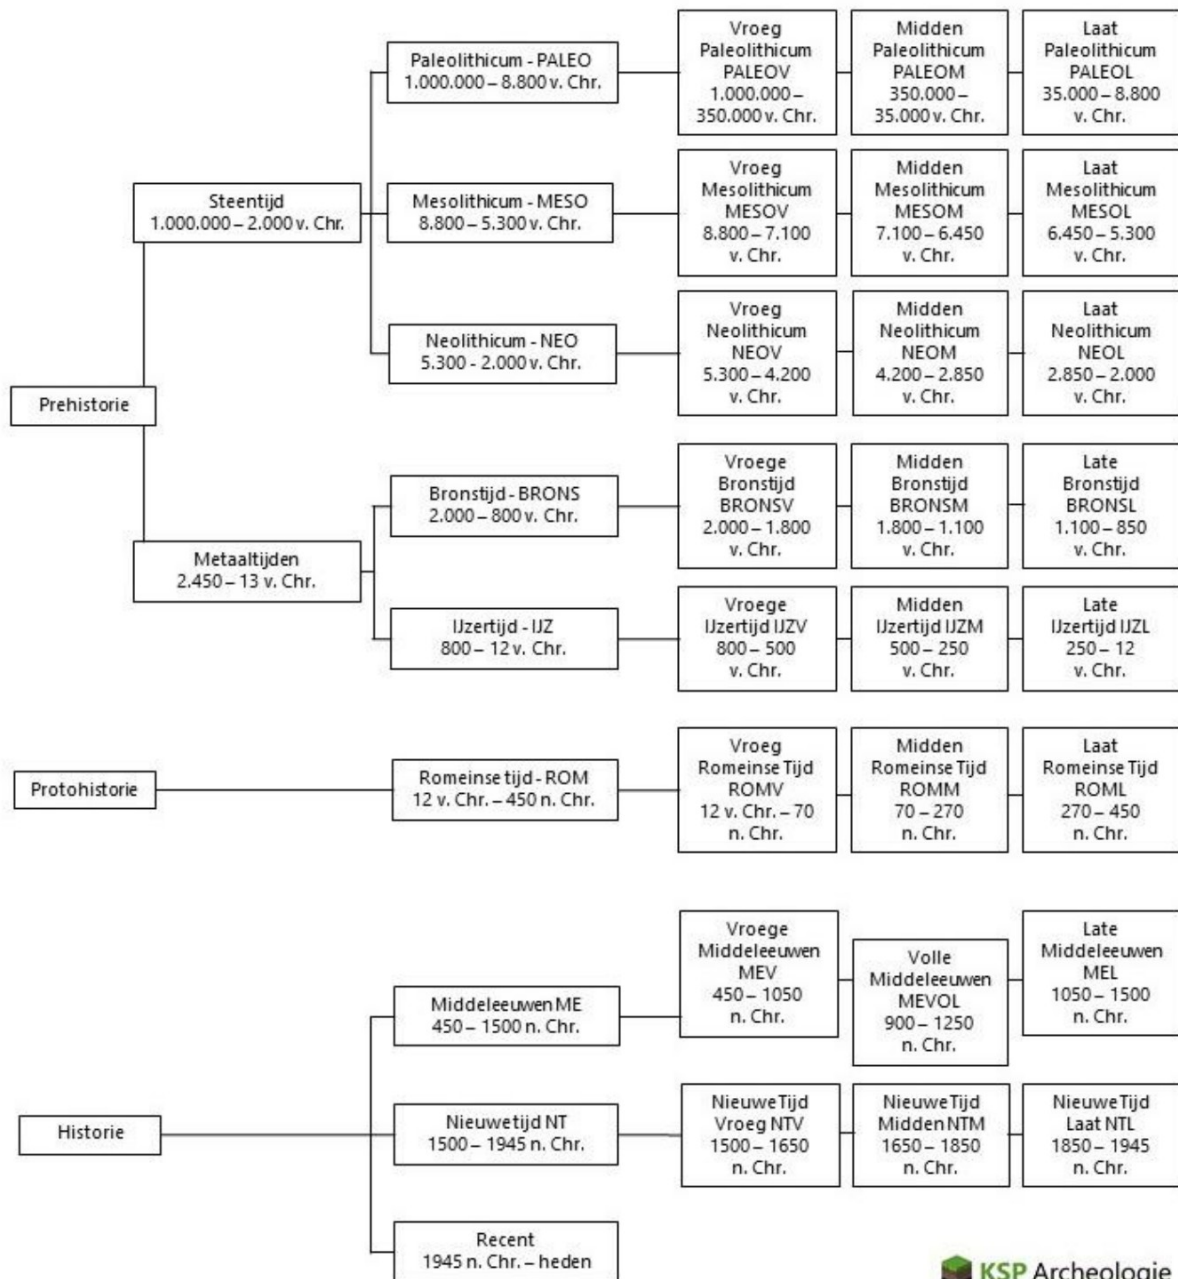 Paleolithicum - PALEO
1.000.000 – 8.800 v. Chr.
Vroeg
Paleolithicum
PALEOV
1.000.000 –
350.000 v. Chr.
Midden
Paleolithicum
PALEOM
350.000 –
35.000 v. Chr.
Laat
Paleolithicum
PALEOL
35.000 – 8.800
v. Chr.
Steentijd
1.000.000 – 2.000 v. Chr.
Mesolithicum - MESO
8.800 – 5.300 v. Chr.
Vroeg
Mesolithicum
MESOV
8.800 – 7.100
v. Chr.
Midden
Mesolithicum
MESOM
7.100 – 6.450
v. Chr.
Laat
Mesolithicum
MESOL
6.450 – 5.300
v. Chr.
Neolithicum - NEO
5.300 - 2.000 v. Chr.
Vroeg
Neolithicum
NEOV
5.300 – 4.200
v. Chr.
Midden
Neolithicum
NEOM
4.200 – 2.850
v. Chr.
Laat
Neolithicum
NEOL
2.850 – 2.000
v. Chr.
Prehistorie
Bronstijd - BRONS
2.000 – 800 v. Chr.
Vroege
Bronstijd
BRONSV
2.000 – 1.800
v. Chr.
Midden
Bronstijd
BRONSM
1.800 – 1.100
v. Chr.
Late
Bronstijd
BRONSL
1.100 – 850
v. Chr.
Metaaltijden
2.450 – 13 v. Chr.
IJzertijd - IJZ
800 – 12 v. Chr.
Vroege
IJzertijd IJZV
800 – 500
v. Chr.
Midden
IJzertijd IJZM
500 – 250
v. Chr.
Late
IJzertijd IJZL
250 – 12
v. Chr.
Protohistorie
Romeinse tijd - ROM
12 v. Chr. – 450 n. Chr.
Vroeg
Romeinse Tijd
ROMV
12 v. Chr. – 70
n. Chr.
Midden
Romeinse Tijd
ROMM
70 – 270
n. Chr.
Laat
Romeinse Tijd
ROML
270 – 450
n. Chr.
Middeleeuwen ME
450 – 1500 n. Chr.
Vroege
Middeleeuwen
MEV
450 – 1050
n. Chr.
Volle
Middeleeuwen
MEVOL
900 – 1250
n. Chr.
Late
Middeleeuwen
MEL
1050 – 1500
n. Chr.
Historie
Nieuwe tijd NT
1500 – 1945 n. Chr.
Nieuwe Tijd
Vroeg NTV
1500 – 1650
n. Chr.
Nieuwe Tijd
Midden NTM
1650 – 1850
n. Chr.
Nieuwe Tijd
Laat NTL
1850 – 1945
n. Chr.
Recent
1945 n. Chr. – heden
KSP Archeologie